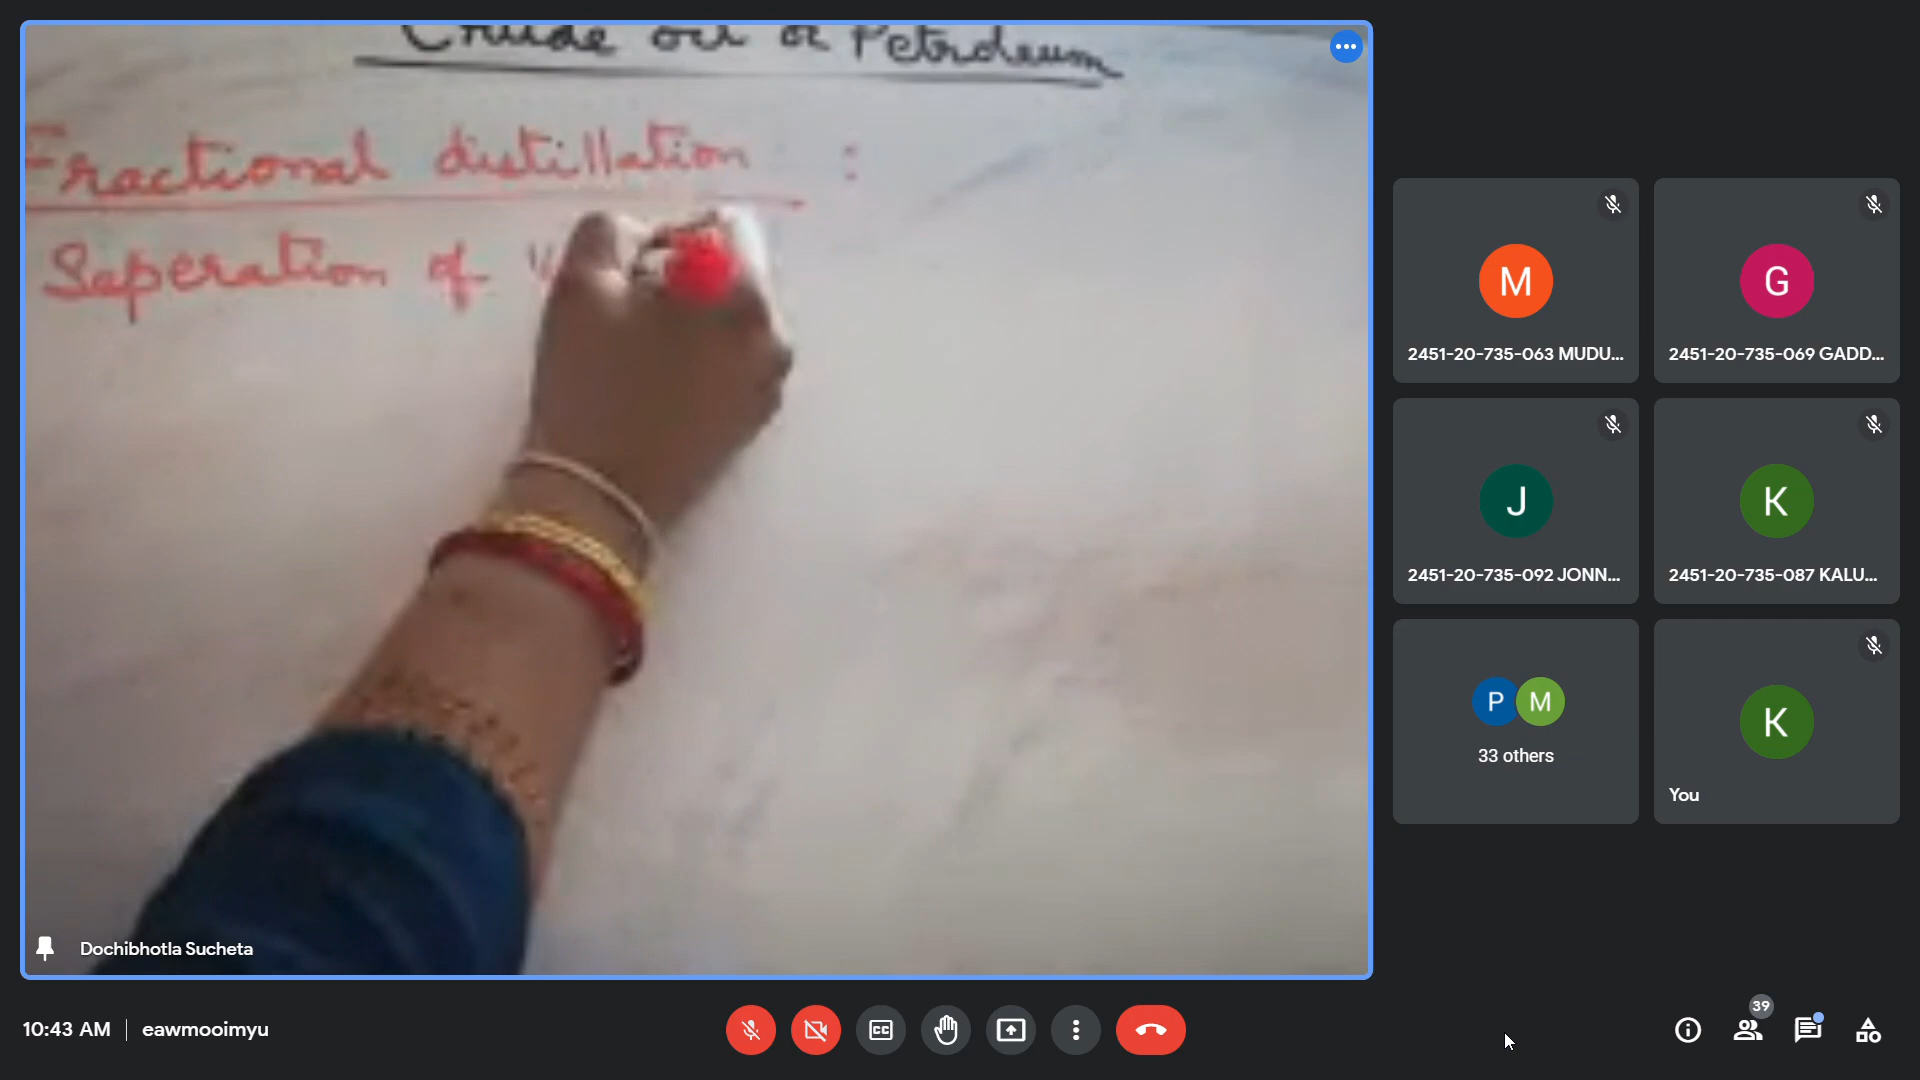 Crude oil or Petroleum
Fractional distillation :
Seperation of
Dochibhotla Sucheta
M
2451-20-735-063 MUDU...
G
2451-20-735-069 GADD...
J
2451-20-735-092 JONN...
K
2451-20-735-087 KALU...
P M
33 others
K
You
10:43 AM | eawmooimyu
CC
39